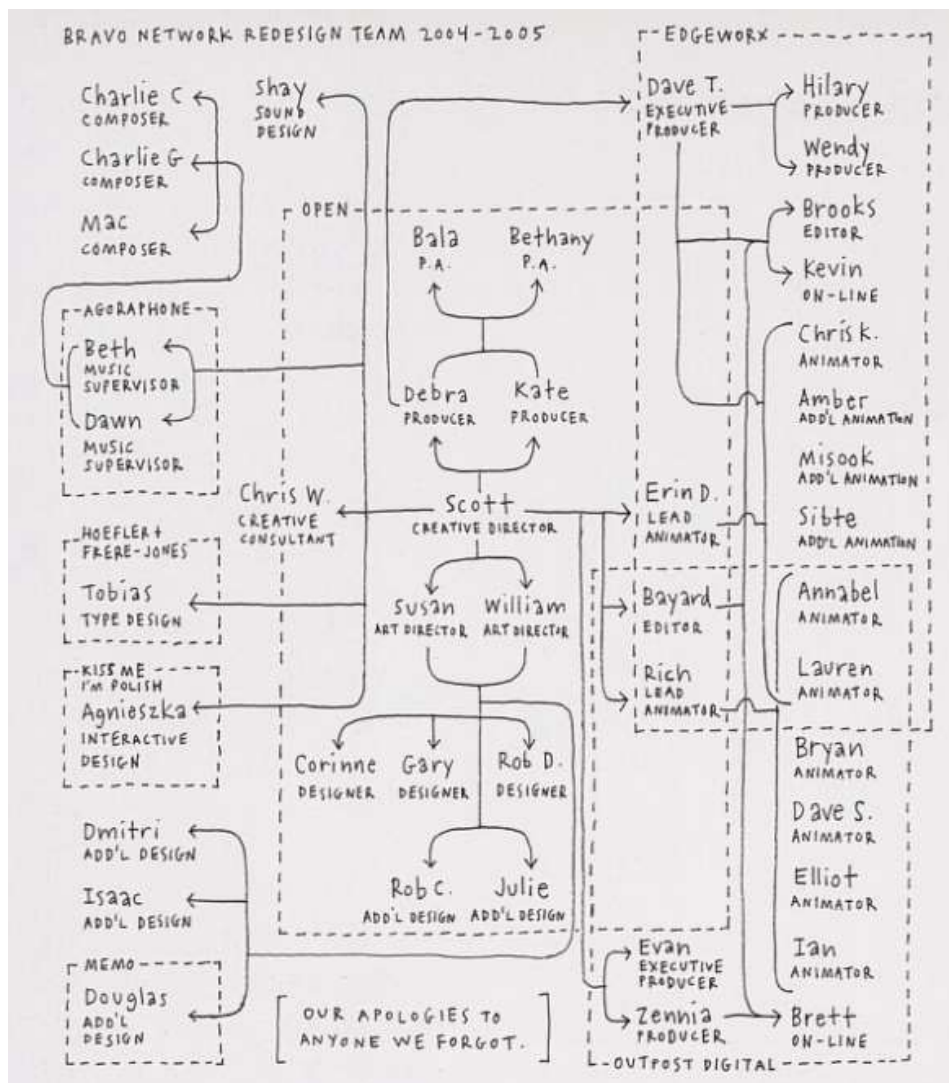 BRAVO NETWORK REDESIGN TEAM 2004-2005
EDGEWORX
Charlie C
COMPOSER
Charlie G
COMPOSER
Mac
COMPOSER
Shay
SOUND
DESIGN
Dave T.
EXECUTIVE
PRODUCER
Hilary
PRODUCER
Wendy
PRODUCER
Brooks
EDITOR
Kevin
ON-LINE
OPEN
Bala
P.A.
Bethany
P.A.
AGORAPHONE
Beth
MUSIC
SUPERVISOR
Dawn
MUSIC
SUPERVISOR
Debra
PRODUCER
Kate
PRODUCER
Chris K.
ANIMATOR
Amber
ADD'L ANIMATION
Misook
ADD'L ANIMATION
Sibte
ADD'L ANIMATION
Chris W.
CREATIVE
CONSULTANT
Scott
CREATIVE DIRECTOR
Erin D.
LEAD
ANIMATOR
HOEFLER +
FRERE-JONES
Tobias
TYPE DESIGN
Susan
ART DIRECTOR
William
ART DIRECTOR
Bayard
EDITOR
Rich
LEAD
ANIMATOR
Annabel
ANIMATOR
Lauren
ANIMATOR
KISS ME
I'M POLISH
Agnieszka
INTERACTIVE
DESIGN
Corinne
DESIGNER
Gary
DESIGNER
Rob D.
DESIGNER
Bryan
ANIMATOR
Dave S.
ANIMATOR
Elliot
ANIMATOR
Ian
ANIMATOR
Dmitri
ADD'L DESIGN
Isaac
ADD'L DESIGN
Rob C.
ADD'L DESIGN
Julie
ADD'L DESIGN
MEMO
Douglas
ADD'L
DESIGN
OUR APOLOGIES TO
ANYONE WE FORGOT.
Evan
EXECUTIVE
PRODUCER
Zennia
PRODUCER
Brett
ON-LINE
OUTPOST DIGITAL